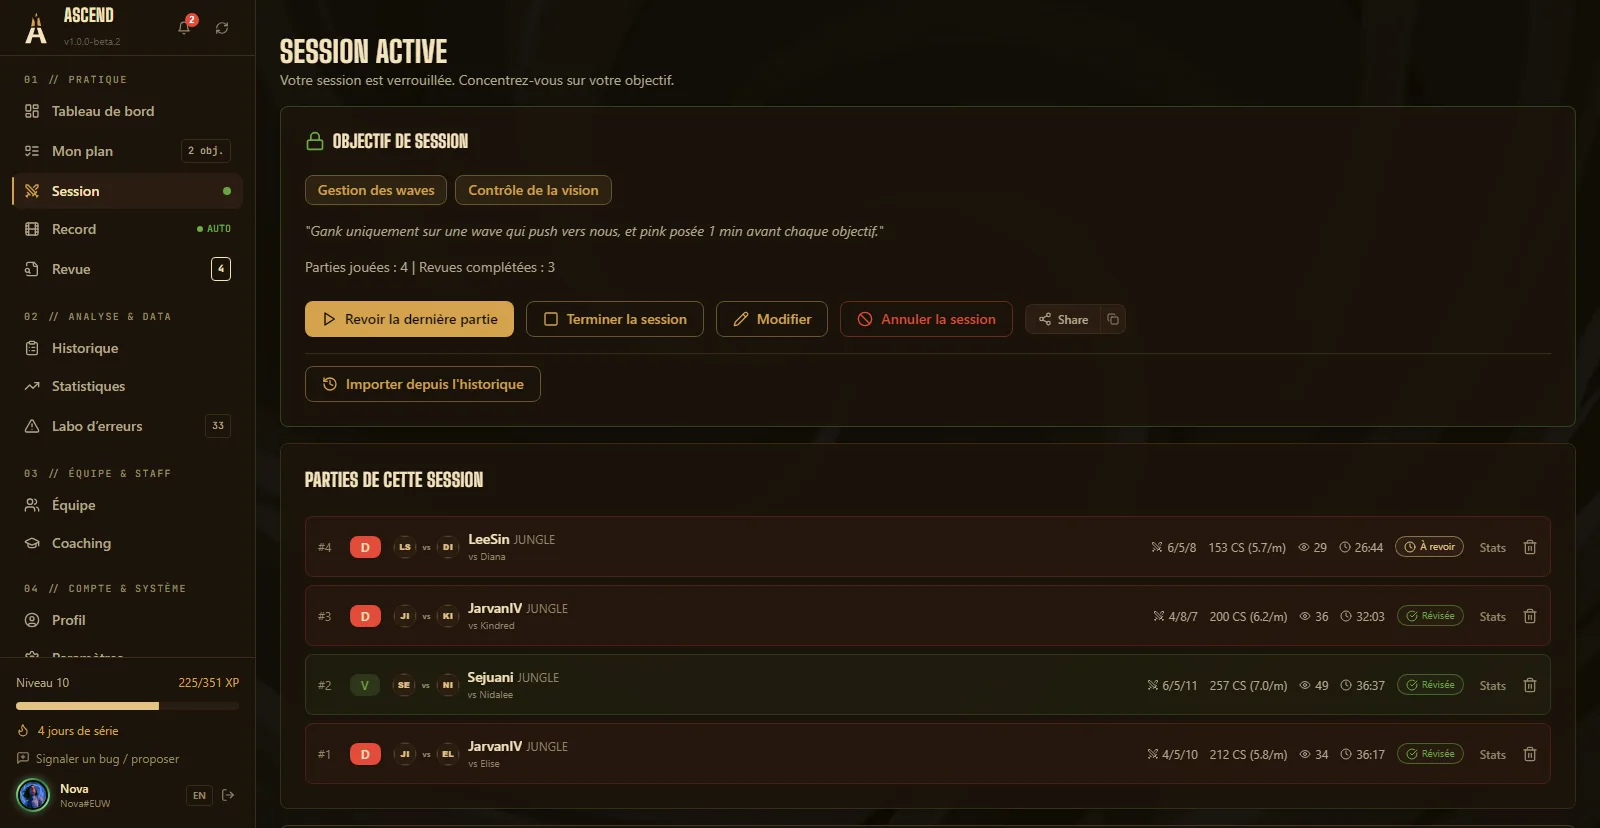 ASCEND
v1.0.0-beta.2
2
01 // PRATIQUE
Tableau de bord
Mon plan
2 obj.
Session
Record
AUTO
Revue
4
02 // ANALYSE & DATA
Historique
Statistiques
Labo d'erreurs
33
03 // ÉQUIPE & STAFF
Équipe
Coaching
04 // COMPTE & SYSTÈME
Profil
Paramètres
Niveau 10
225/351 XP
4 jours de série
Signaler un bug / proposer
Nova
Nova#EUW
EN
SESSION ACTIVE
Votre session est verrouillée. Concentrez-vous sur votre objectif.
OBJECTIF DE SESSION
Gestion des waves
Contrôle de la vision
"Gank uniquement sur une wave qui push vers nous, et pink posée 1 min avant chaque objectif."
Parties jouées : 4 | Revues complétées : 3
Revoir la dernière partie
Terminer la session
Modifier
Annuler la session
Share
Importer depuis l'historique
PARTIES DE CETTE SESSION
#4 D LS vs DI LeeSin JUNGLE 6/5/8 153 CS (5.7/m) 29 26:44 À revoir Stats
vs Diana
#3 D JI vs KI JarvanIV JUNGLE 4/8/7 200 CS (6.2/m) 36 32:03 Révisée Stats
vs Kindred
#2 V SE vs NI Sejuani JUNGLE 6/5/11 257 CS (7.0/m) 49 36:37 Révisée Stats
vs Nidalee
#1 D JI vs EL JarvanIV JUNGLE 4/5/10 212 CS (5.8/m) 34 36:17 Révisée Stats
vs Elise